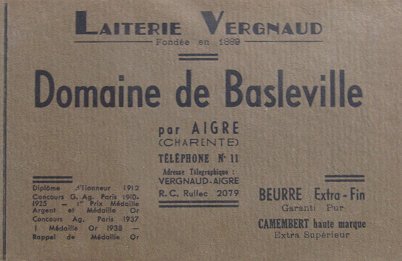 LAITERIE VERGNAUD
Fondée en 1889
Domaine de Basleville
par AIGRE
(CHARENTE)
TÉLÉPHONE N° 11
Adresse Télégraphique :
VERGNAUD-AIGRE
R. C. Ruffec 2079
Diplôme d'Honneur 1912
Concours G. Ag. Paris
1925 — 1er Prix Médaille
Argent et Médaille Or
Concours Ag. Paris 1937
1 Médaille Or 1938 —
Rappel de Médaille Or
BEURRE Extra-Fin
Garanti Pur
CAMEMBERT haute marque
Extra Supérieur